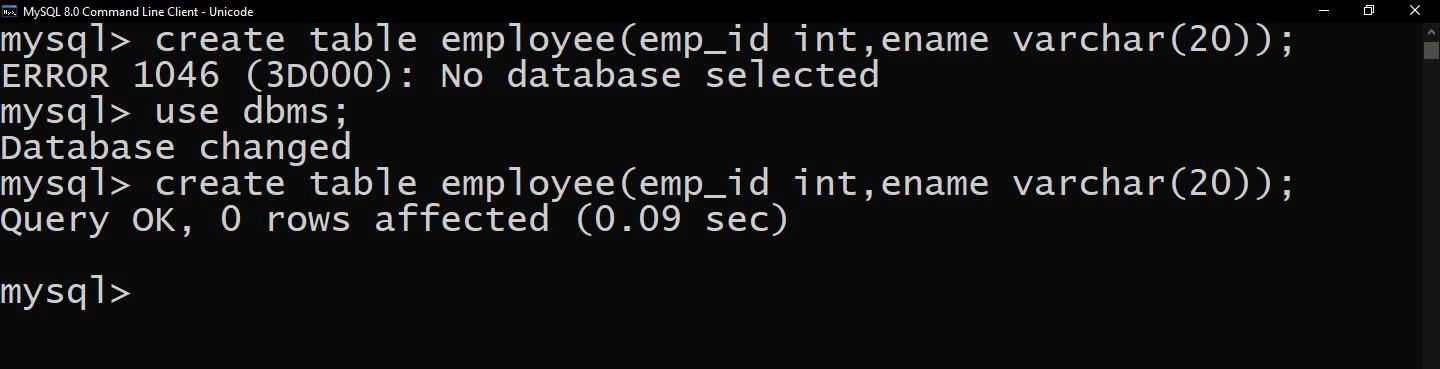 MySQL 8.0 Command Line Client - Unicode
mysql> create table employee(emp_id int,ename varchar(20));
ERROR 1046 (3D000): No database selected
mysql> use dbms;
Database changed
mysql> create table employee(emp_id int,ename varchar(20));
Query OK, 0 rows affected (0.09 sec)
mysql>